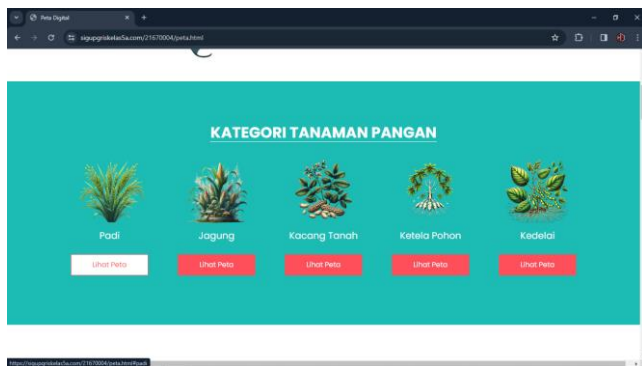 Peta Digital
sigupgriskelas5a.com/21670004/peta.html
KATEGORI TANAMAN PANGAN
Padi
Jagung
Kacang Tanah
Ketela Pohon
Kedelai
Lihat Peta
Lihat Peta
Lihat Peta
Lihat Peta
Lihat Peta
https://sigupgriskelas5a.com/21670004/peta.html#padi